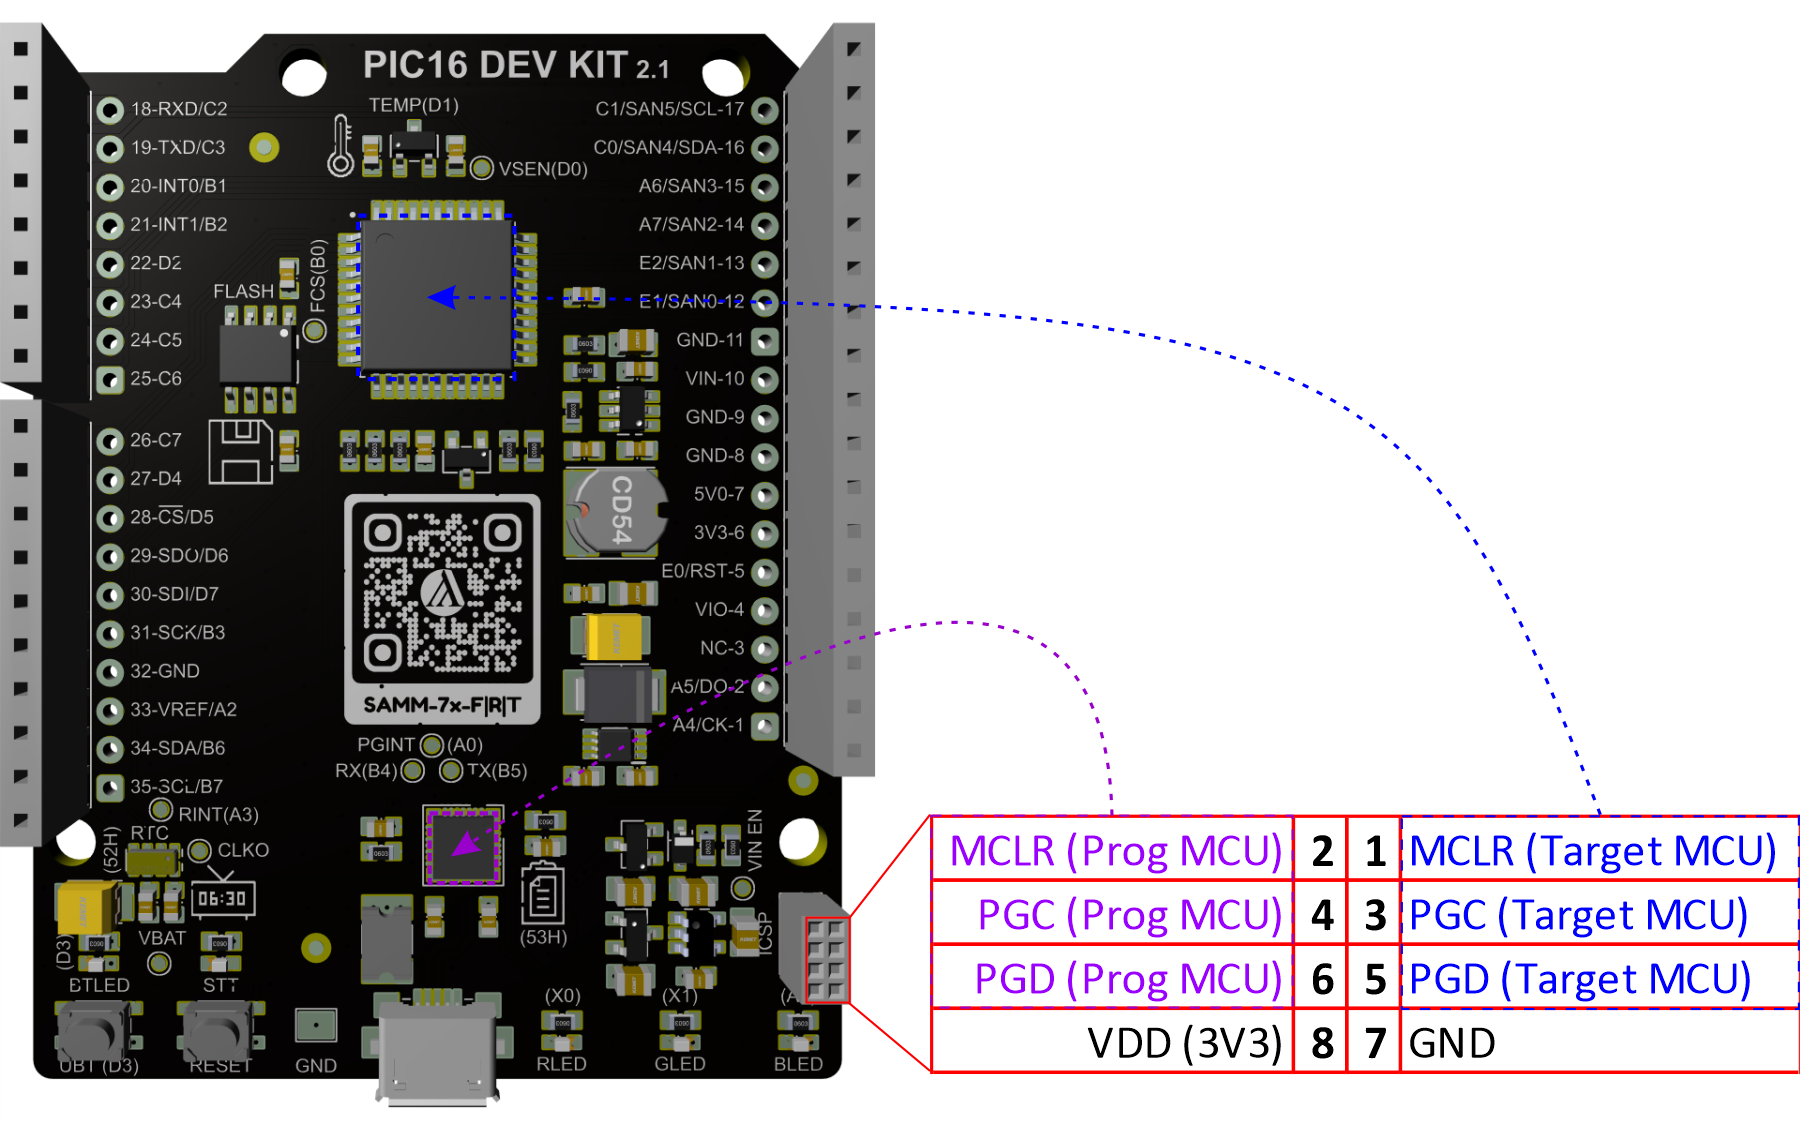 PIC16 DEV KIT 2.1
TEMP(D1)
VSEN(D0)
18-RXD/C2
19-TXD/C3
20-INT0/B1
21-INT1/B2
22-D2
23-C4
24-C5
25-C6
26-C7
27-D4
28-CS/D5
29-SDO/D6
30-SDI/D7
31-SCK/B3
32-GND
33-VREF/A2
34-SDA/B6
35-SCL/B7
C1/SAN5/SCL-17
C0/SAN4/SDA-16
A6/SAN3-15
A7/SAN2-14
E2/SAN1-13
E1/SAN0-12
GND-11
VIN-10
GND-9
GND-8
5V0-7
3V3-6
E0/RST-5
VIO-4
NC-3
A5/DO-2
A4/CK-1
FLASH
FCS(B0)
CD54
SAMM-7x-F|R|T
PGINT (A0)
RX(B4) TX(B5)
RINT(A3)
RTC
(52H)
CLKO
06:30
VBAT
(D3)
BTLED
STT
(53H)
VIN EN
ICSP
UBT (D3)
RESET
GND
(X0)
RLED
(X1)
GLED
BLED
MCLR (Prog MCU) 2 1 MCLR (Target MCU)
PGC (Prog MCU) 4 3 PGC (Target MCU)
PGD (Prog MCU) 6 5 PGD (Target MCU)
VDD (3V3) 8 7 GND